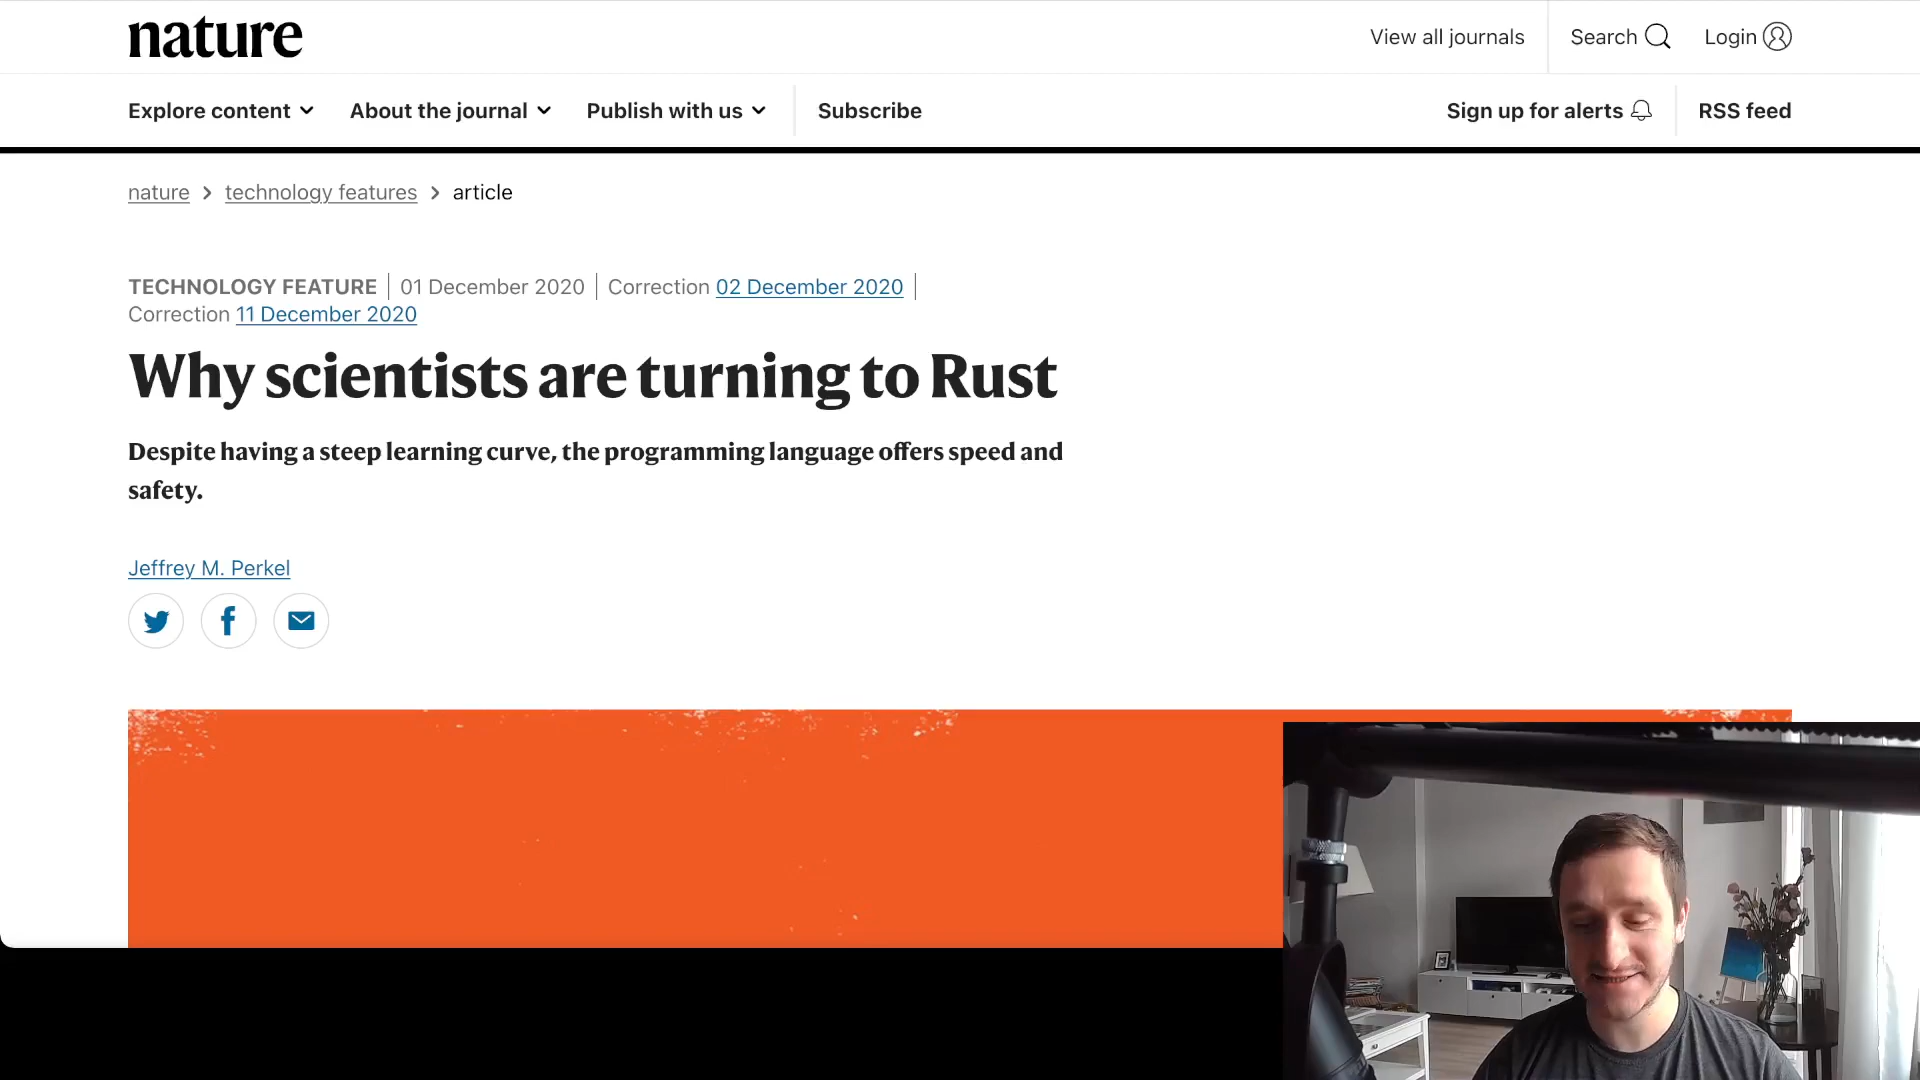 nature
View all journals
Search
Login
Explore content
About the journal
Publish with us
Subscribe
Sign up for alerts
RSS feed
nature > technology features > article
TECHNOLOGY FEATURE | 01 December 2020 | Correction 02 December 2020 |
Correction 11 December 2020
Why scientists are turning to Rust
Despite having a steep learning curve, the programming language offers speed and
safety.
Jeffrey M. Perkel